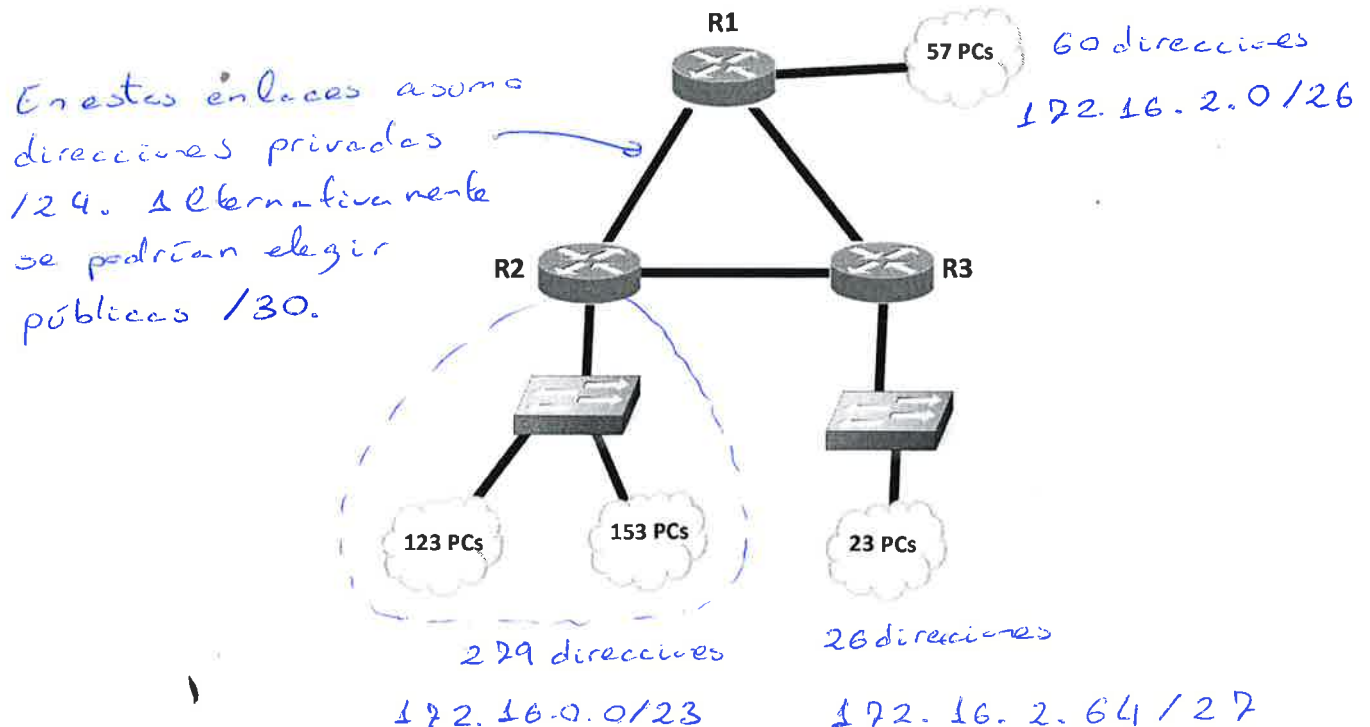 R1
57 PCs
60 direcciones
172.16.2.0/26
En estos enlaces asumo
direcciones privadas
/24. Alternativamente
se podrían elegir
públicas /30.
R2
R3
123 PCs
153 PCs
23 PCs
279 direcciones
26 direcciones
172.16.0.0/23
172.16.2.64/27